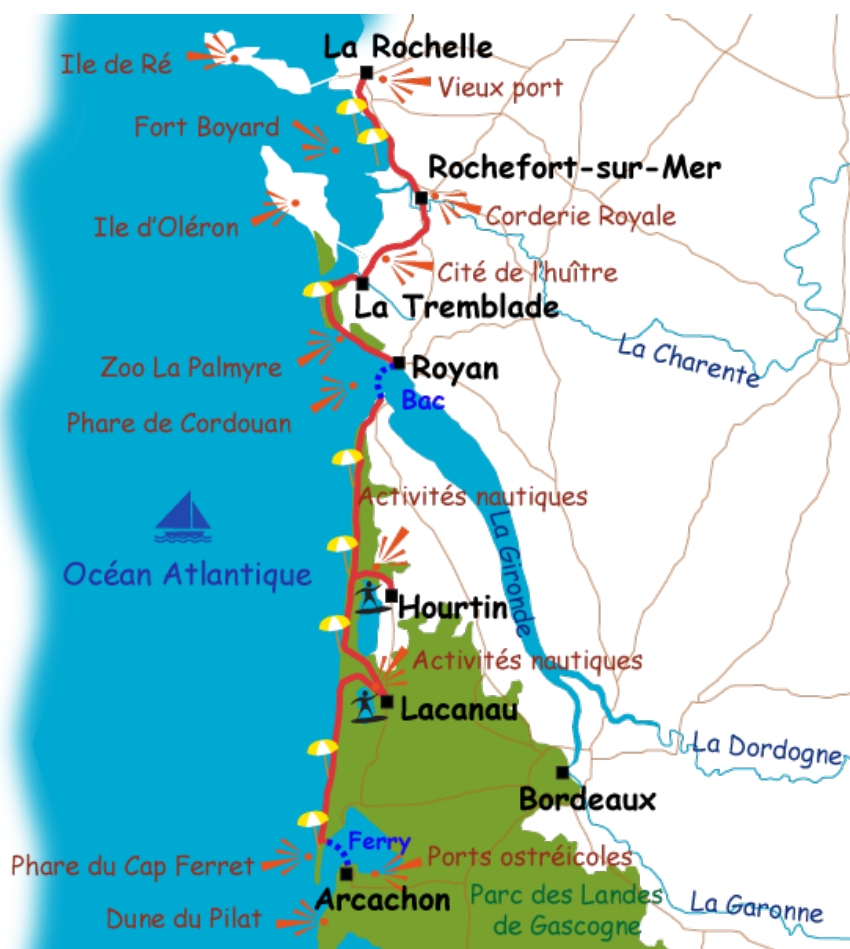 La Rochelle
Ile de Ré
Vieux port
Fort Boyard
Rochefort-sur-Mer
Corderie Royale
Ile d'Oléron
Cité de l'huître
La Tremblade
La Charente
Zoo La Palmyre
Royan
Bac
Phare de Cordouan
Activités nautiques
La Gironde
Océan Atlantique
Hourtin
Activités nautiques
Lacanau
La Dordogne
Bordeaux
Ferry
Ports ostréicoles
Phare du Cap Ferret
Arcachon
Parc des Landes
de Gascogne
La Garonne
Dune du Pilat